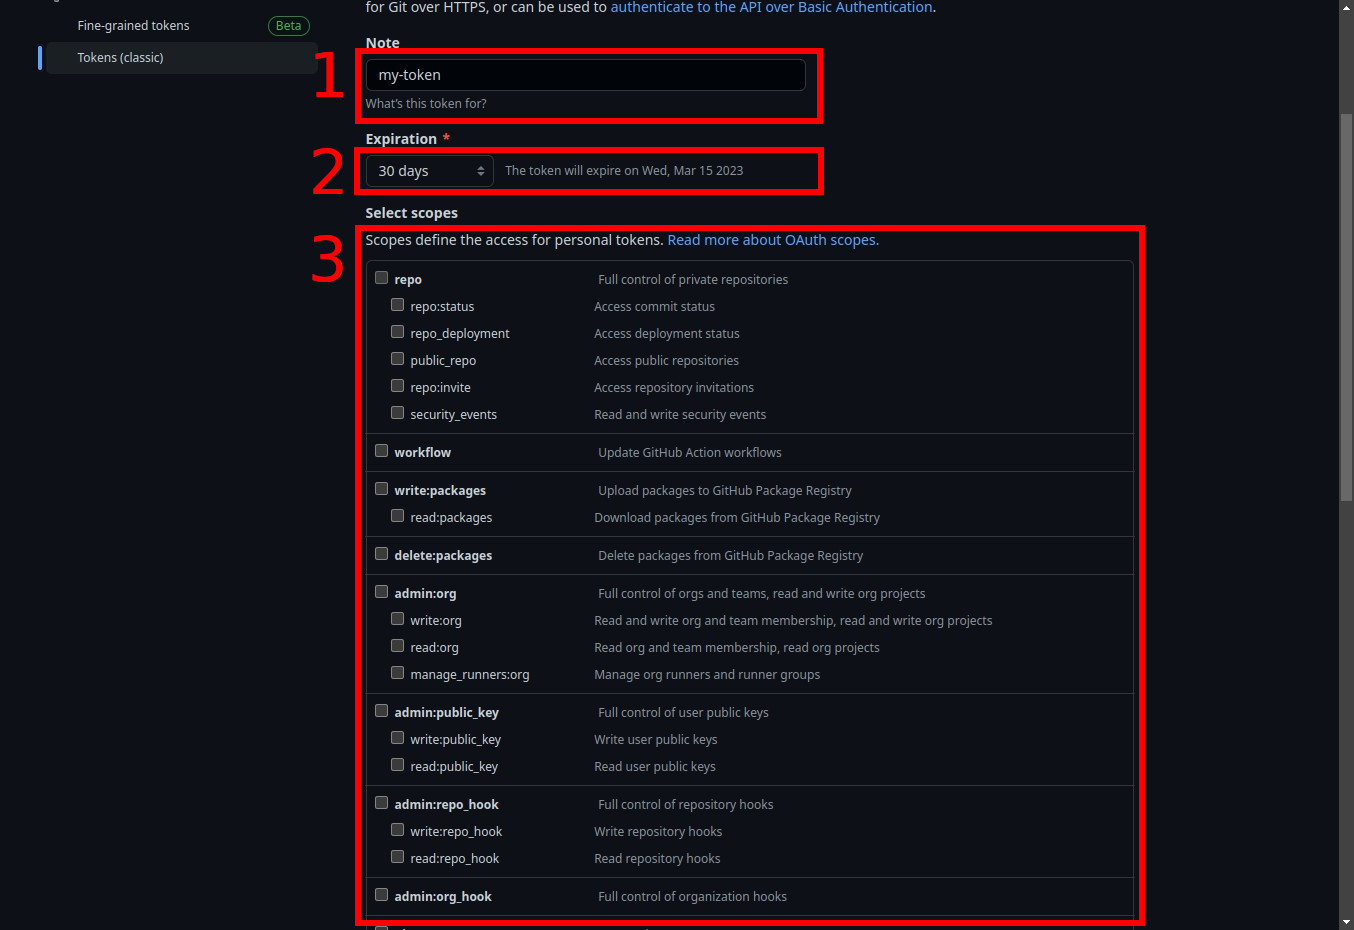 Fine-grained tokens Beta
Tokens (classic)
for Git over HTTPS, or can be used to authenticate to the API over Basic Authentication.
Note
1
my-token
What's this token for?
Expiration *
2
30 days The token will expire on Wed, Mar 15 2023
Select scopes
3
Scopes define the access for personal tokens. Read more about OAuth scopes.
repo Full control of private repositories
repo:status Access commit status
repo_deployment Access deployment status
public_repo Access public repositories
repo:invite Access repository invitations
security_events Read and write security events
workflow Update GitHub Action workflows
write:packages Upload packages to GitHub Package Registry
read:packages Download packages from GitHub Package Registry
delete:packages Delete packages from GitHub Package Registry
admin:org Full control of orgs and teams, read and write org projects
write:org Read and write org and team membership, read and write org projects
read:org Read org and team membership, read org projects
manage_runners:org Manage org runners and runner groups
admin:public_key Full control of user public keys
write:public_key Write user public keys
read:public_key Read user public keys
admin:repo_hook Full control of repository hooks
write:repo_hook Write repository hooks
read:repo_hook Read repository hooks
admin:org_hook Full control of organization hooks